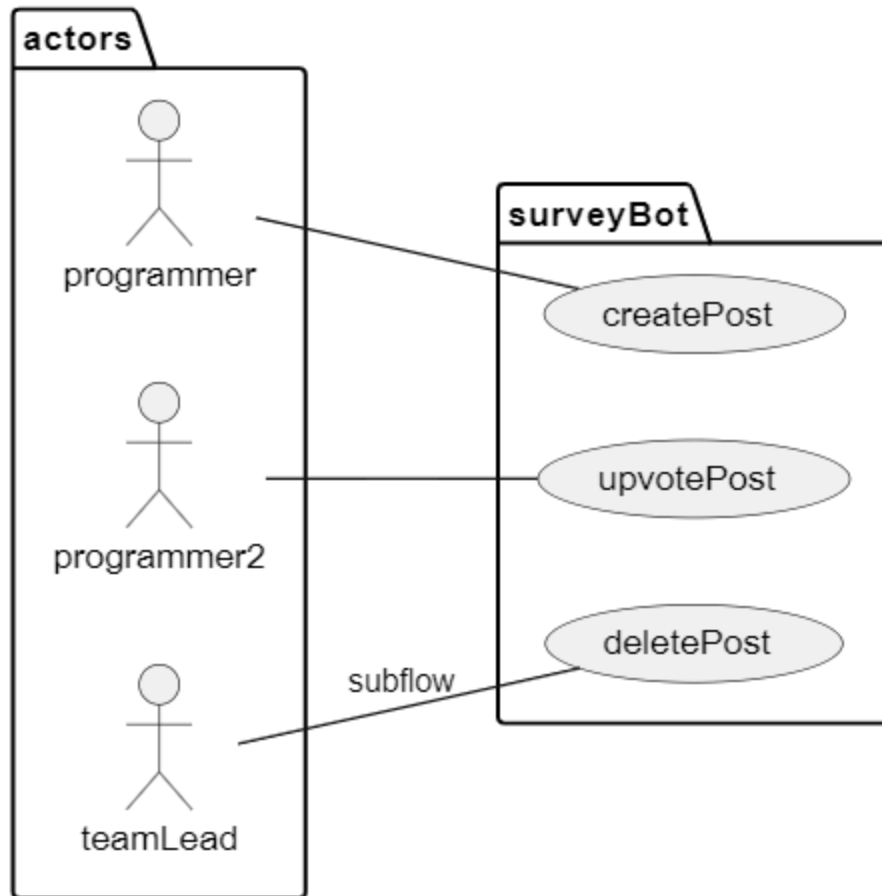 actors
programmer
surveyBot
createPost
programmer2
upvotePost
subflow
deletePost
teamLead